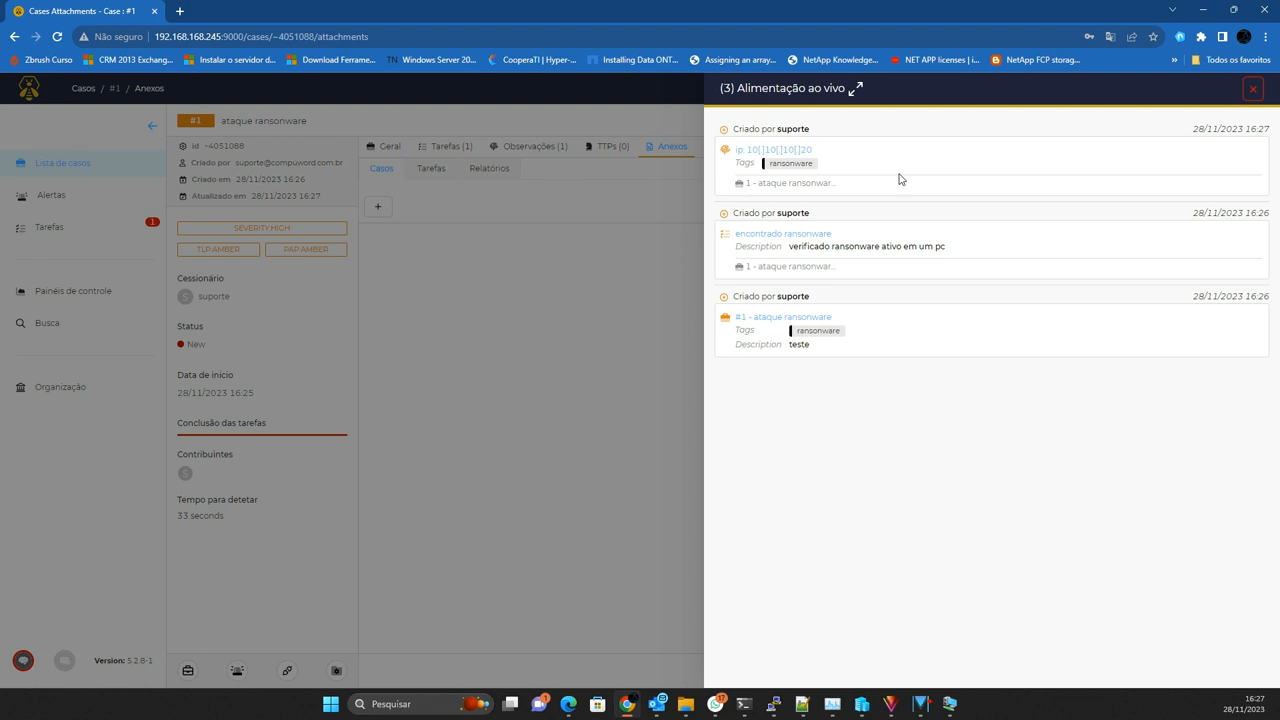 Cases Attachments - Case : #1
Não seguro
192.168.168.245:9000/cases/~4051088/attachments
Zbrush Curso
CRM 2013 Exchang...
Instalar o servidor d...
Download Ferrame...
Windows Server 20...
CooperaTI | Hyper-...
Installing Data ONT...
Assigning an array...
NetApp Knowledge...
NET APP licenses | i...
NetApp FCP storag...
»
Todos os favoritos
Casos / #1 / Anexos
Lista de casos
Alertas
Tarefas
1
Painéis de controle
Busca
Organização
Version: 5.2.8-1
#1 ataque ransonware
id ~4051088
Criado por suporte@compuword.com.br
Criado em 28/11/2023 16:26
Atualizado em 28/11/2023 16:27
SEVERITY:HIGH
TLP:AMBER
PAP:AMBER
Cessionário
S suporte
Status
New
Data de inicio
28/11/2023 16:25
Conclusão das tarefas
Contribuintes
S
Tempo para detetar
33 seconds
Geral
Tarefas (1)
Observações (1)
TTPs (0)
Anexos
Casos
Tarefas
Relatórios
+
(3) Alimentação ao vivo
Criado por suporte
28/11/2023 16:27
ip: 10[.]10[.]10[.]20
Tags ransonware
1 - ataque ransonwar...
Criado por suporte
28/11/2023 16:26
encontrado ransonware
Description verificado ransonware ativo em um pc
1 - ataque ransonwar...
Criado por suporte
28/11/2023 16:26
#1 - ataque ransonware
Tags ransonware
Description teste
Pesquisar
1
17
16:27
28/11/2023